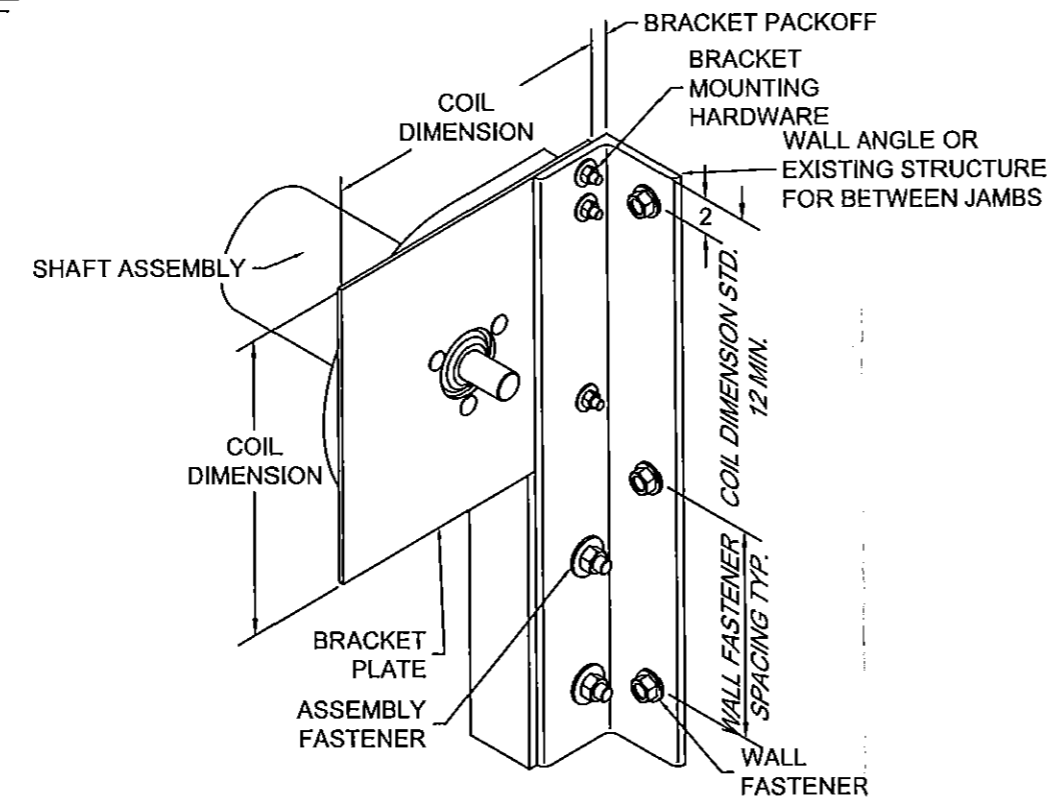 BRACKET PACKOFF
BRACKET
MOUNTING
HARDWARE
COIL
DIMENSION
WALL ANGLE OR
EXISTING STRUCTURE
FOR BETWEEN JAMBS
2
SHAFT ASSEMBLY
COIL DIMENSION STD.
12 MIN.
COIL
DIMENSION
WALL FASTENER
SPACING TYP.
BRACKET
PLATE
ASSEMBLY
FASTENER
WALL
FASTENER